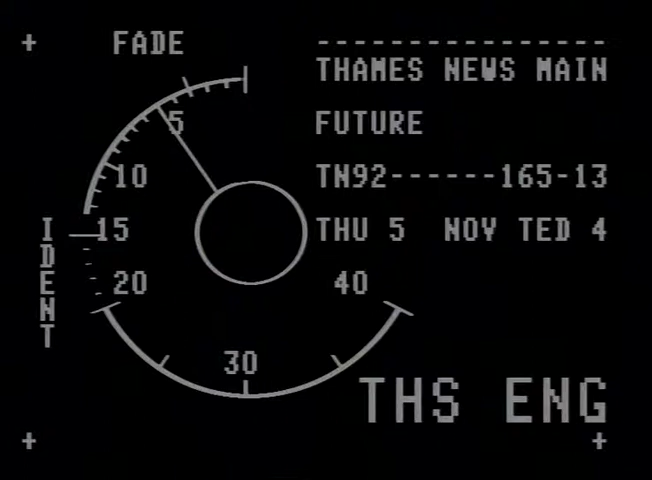 FADE
----------------
THAMES NEWS MAIN
5
FUTURE
10
TN92------165-13
15
THU 5  NOV TED 4
IDENT
20
40
30
THS ENG